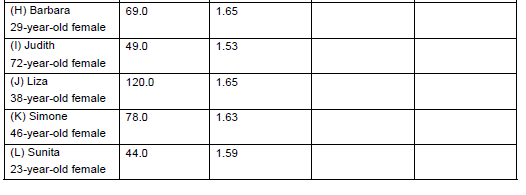 (H) Barbara 69.0 1.65
29-year-old female
(I) Judith 49.0 1.53
72-year-old female
(J) Liza 120.0 1.65
38-year-old female
(K) Simone 78.0 1.63
46-year-old female
(L) Sunita 44.0 1.59
23-year-old female